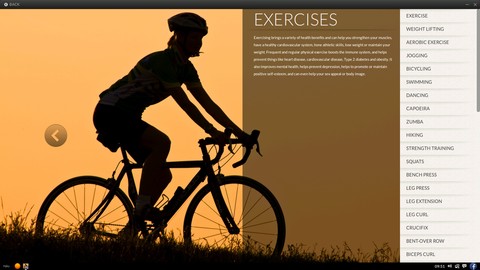 BACK
EXERCISES
Exercising brings a variety of health benefits and can help you strengthen your muscles,
have a healthy cardiovascular system, hone athletic skills, lose weight or maintain your
weight. Frequent and regular physical exercise boosts the immune system, and helps
prevent things like heart disease, cardiovascular disease, Type 2 diabetes and obesity. It
also improves mental health, helps prevent depression, helps to promote or maintain
positive self-esteem, and can even help your sex appeal or body image.
EXERCISE
WEIGHT LIFTING
AEROBIC EXERCISE
JOGGING
BICYCLING
SWIMMING
DANCING
CAPOEIRA
ZUMBA
HIKING
STRENGTH TRAINING
SQUATS
BENCH PRESS
LEG PRESS
LEG EXTENSION
LEG CURL
CRUCIFIX
BENT-OVER ROW
BICEPS CURL